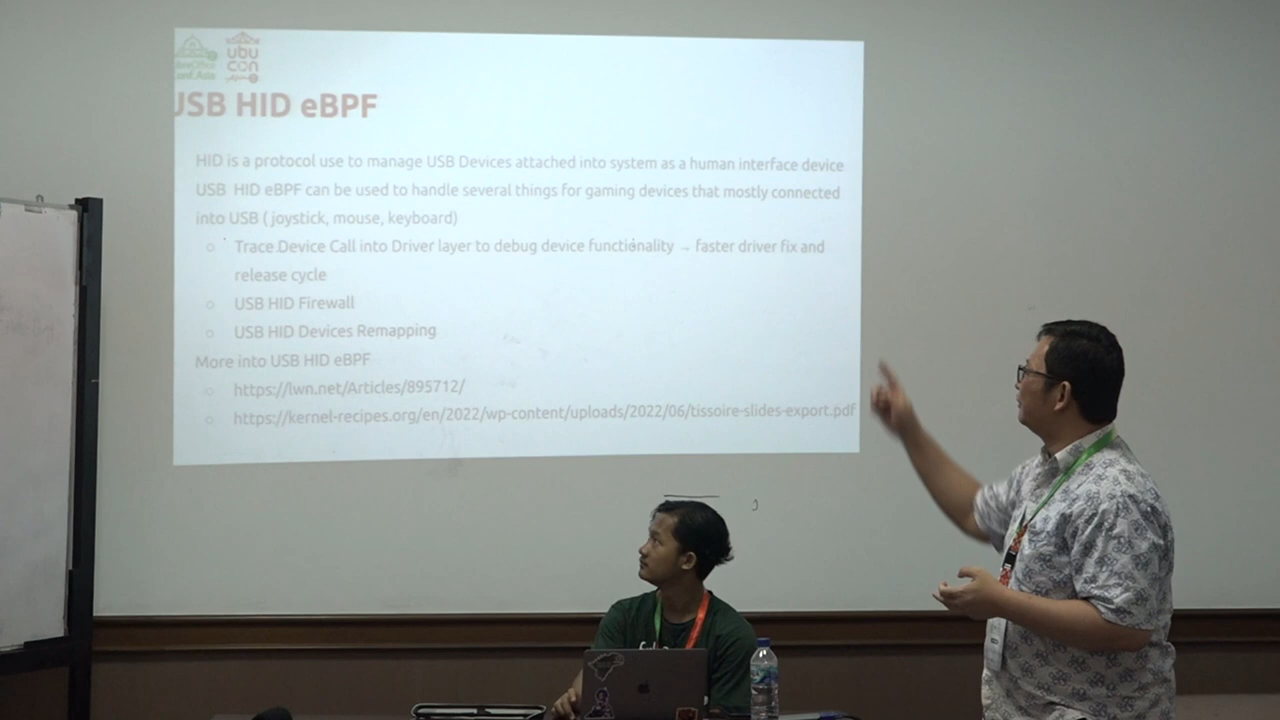 ubu
con
USB HID eBPF
HID is a protocol use to manage USB Devices attached into system as a human interface device
USB HID eBPF can be used to handle several things for gaming devices that mostly connected
into USB ( joystick, mouse, keyboard)
Trace Device Call into Driver layer to debug device functionality → faster driver fix and
release cycle
USB HID Firewall
USB HID Devices Remapping
More into USB HID eBPF
https://lwn.net/Articles/895712/
https://kernel-recipes.org/en/2022/wp-content/uploads/2022/06/tissoire-slides-export.pdf